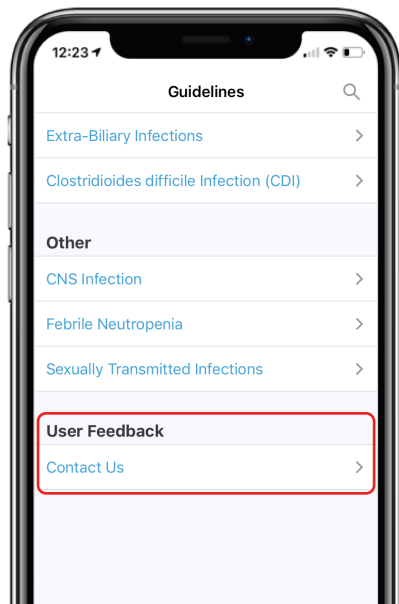 12:23
Guidelines
Extra-Biliary Infections
Clostridioides difficile Infection (CDI)
Other
CNS Infection
Febrile Neutropenia
Sexually Transmitted Infections
User Feedback
Contact Us